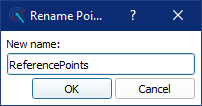 Rename Poi... ? ×
New name:
ReferencePoints
OK Cancel